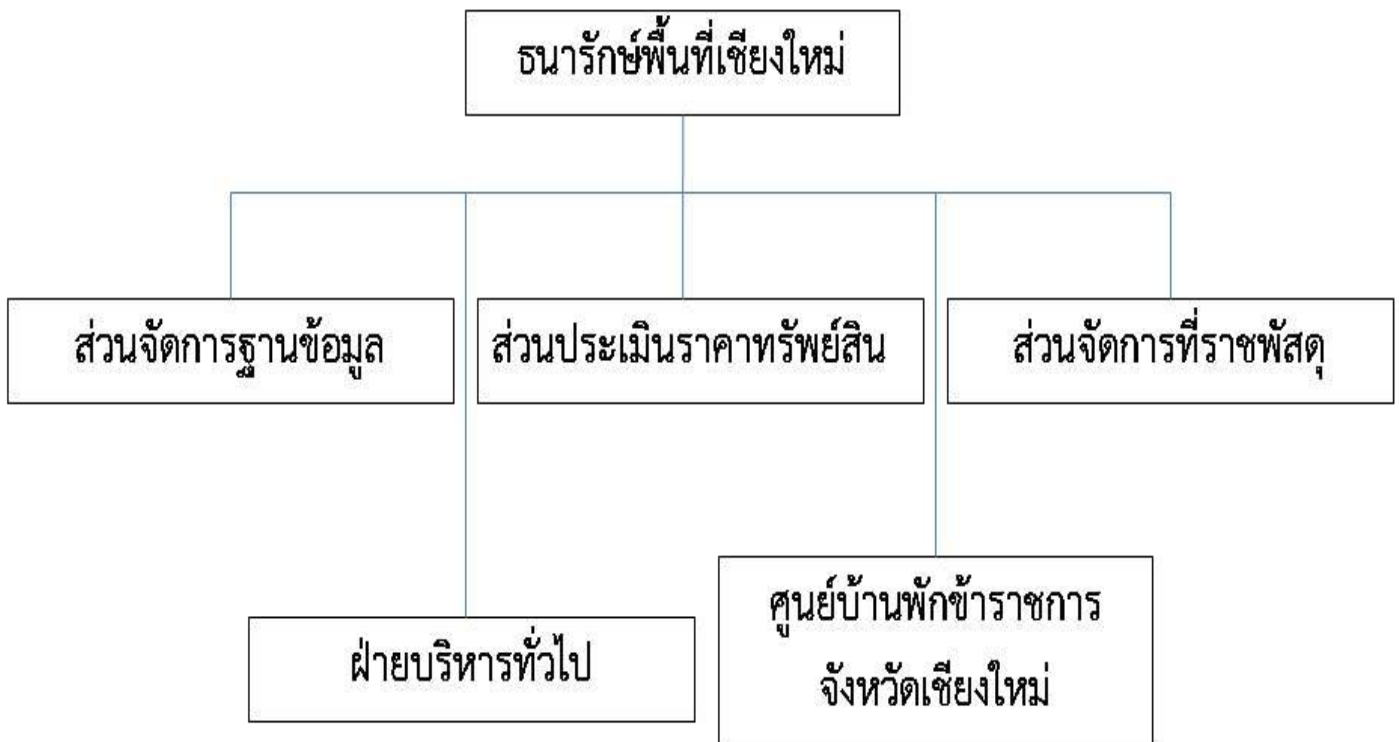 ธนารักษ์พื้นที่เชียงใหม่
ส่วนจัดการฐานข้อมูล
ส่วนประเมินราคาทรัพย์สิน
ส่วนจัดการที่ราชพัสดุ
ฝ่ายบริหารทั่วไป
ศูนย์บ้านพักข้าราชการ
จังหวัดเชียงใหม่